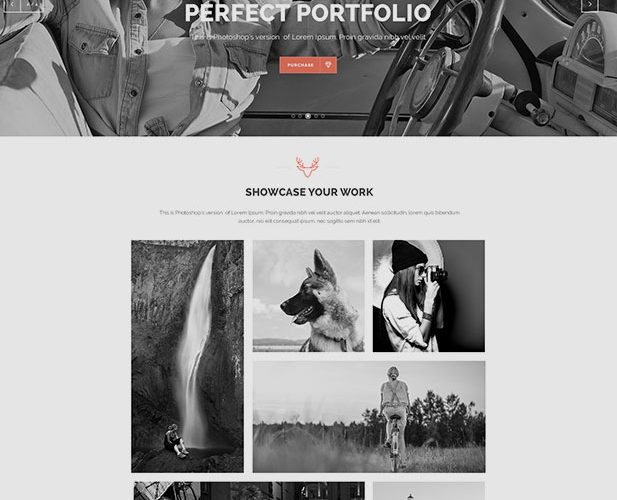 PERFECT PORTFOLIO
This is Photoshop's version of Lorem Ipsum. Proin gravida nibh vel velit
PURCHASE
SHOWCASE YOUR WORK
This is Photoshop's version of Lorem Ipsum. Proin gravida nibh vel velit auctor aliquet. Aenean sollicitudin, lorem quis bibendum
auctor, nisi elit consequat ipsum, nec sagittis sem nibh id elit.